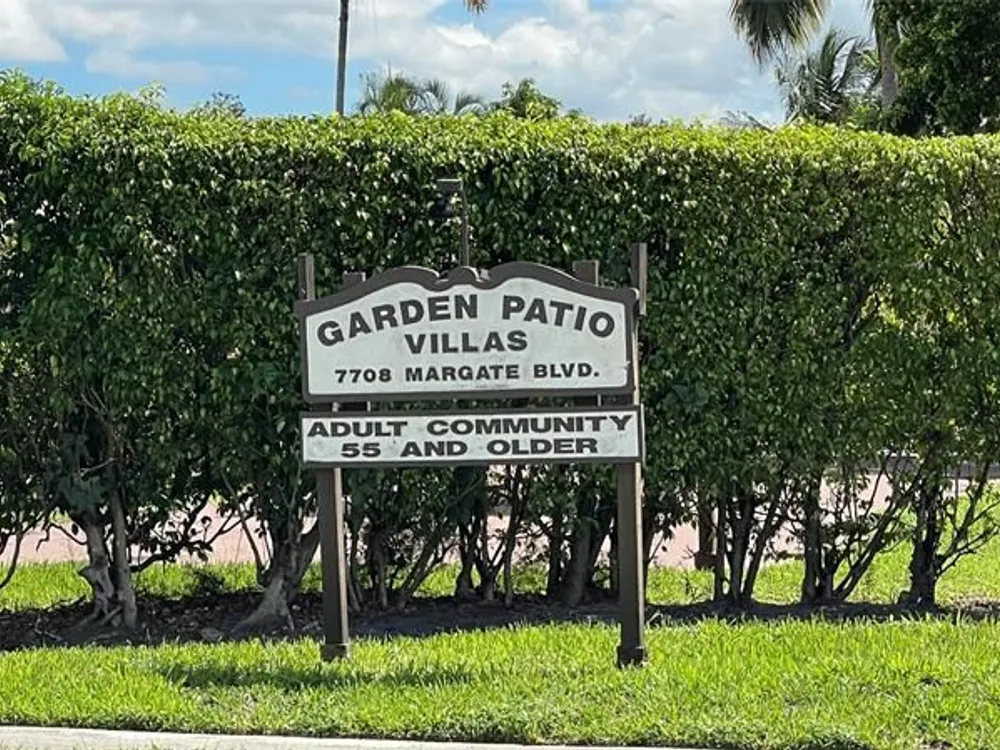 GARDEN PATIO
VILLAS
7708 MARGATE BLVD.
ADULT COMMUNITY
55 AND OLDER